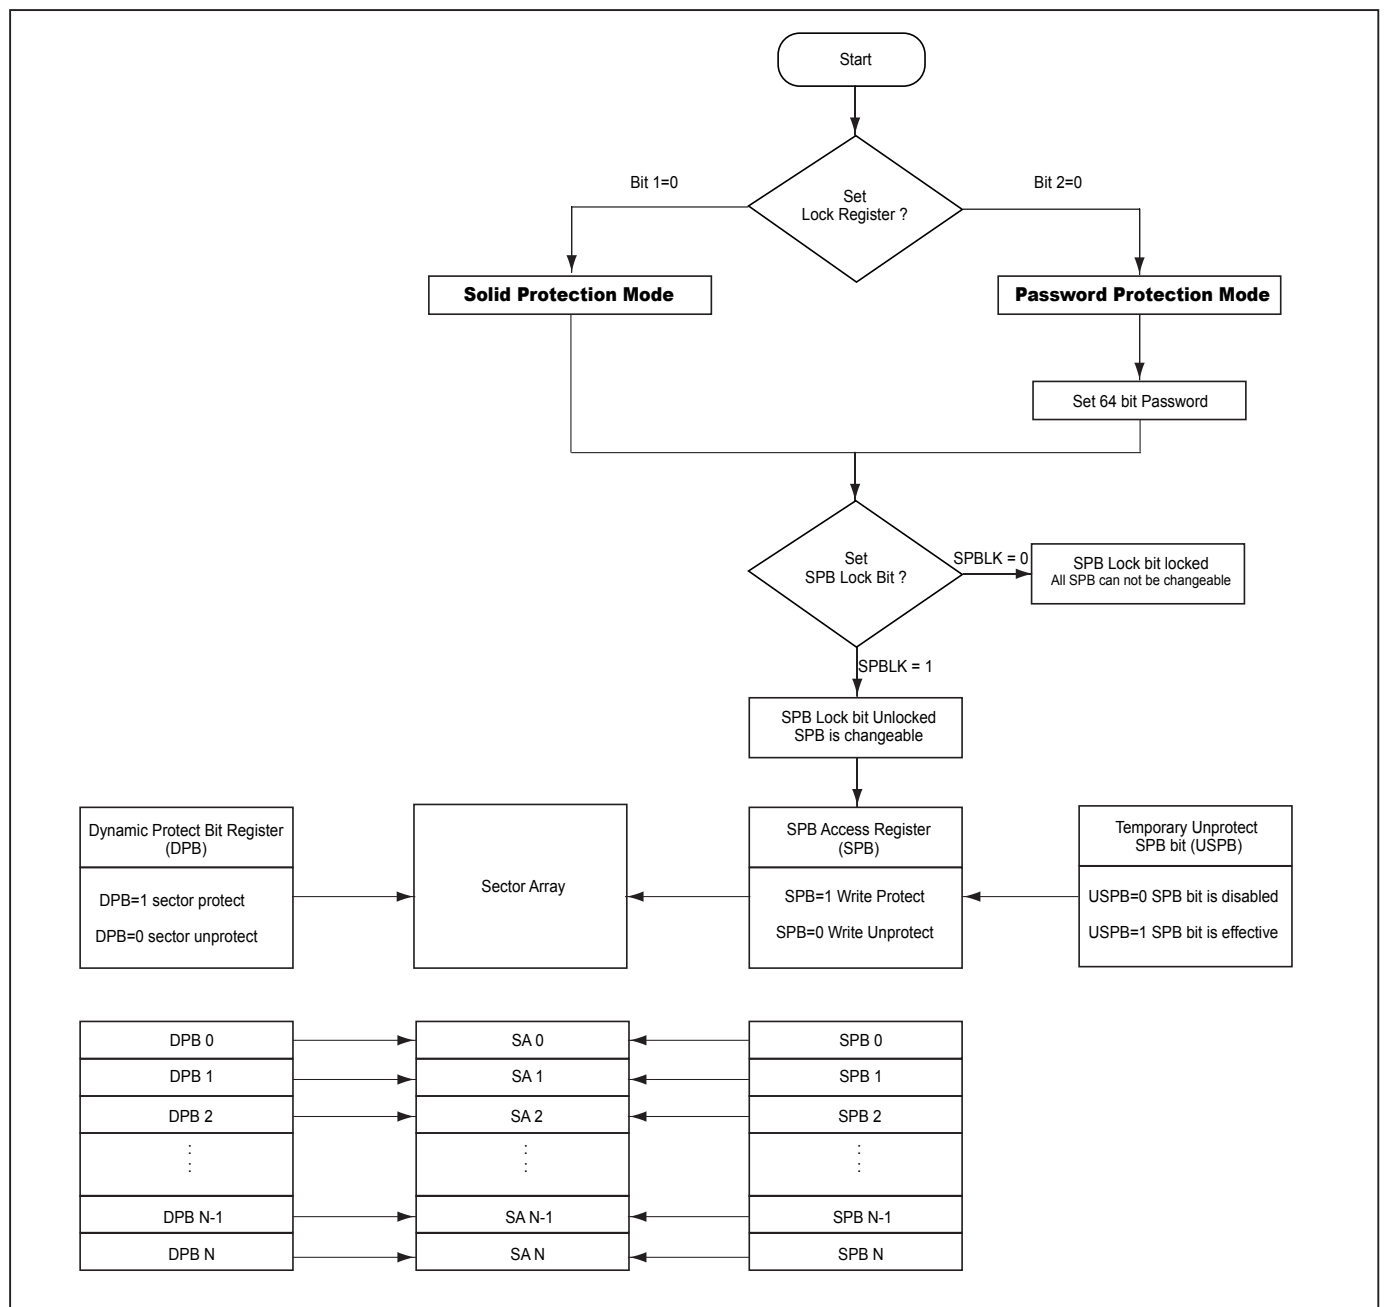 Start
Bit 1=0
Bit 2=0
Set
Lock Register ?
Solid Protection Mode
Password Protection Mode
Set 64 bit Password
Set
SPB Lock Bit ?
SPBLK = 0
SPB Lock bit locked
All SPB can not be changeable
SPBLK = 1
SPB Lock bit Unlocked
SPB is changeable
Dynamic Protect Bit Register
(DPB)
DPB=1 sector protect
DPB=0 sector unprotect
Sector Array
SPB Access Register
(SPB)
SPB=1 Write Protect
SPB=0 Write Unprotect
Temporary Unprotect
SPB bit (USPB)
USPB=0 SPB bit is disabled
USPB=1 SPB bit is effective
DPB 0
SA 0
SPB 0
DPB 1
SA 1
SPB 1
DPB 2
SA 2
SPB 2
DPB N-1
SA N-1
SPB N-1
DPB N
SA N
SPB N